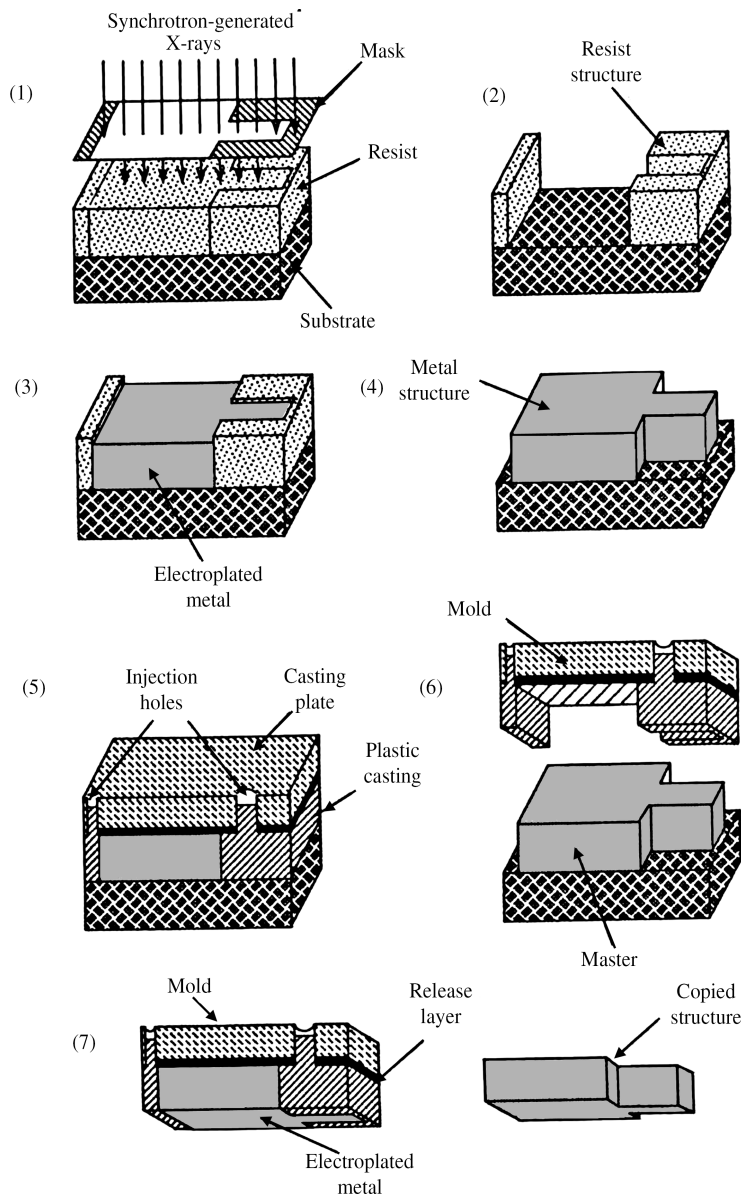 Synchrotron-generated
X-rays
(1)
Mask
Resist
Substrate
(2)
Resist
structure
(3)
Electroplated
metal
(4)
Metal
structure
(5)
Injection
holes
Casting
plate
Plastic
casting
Mold
(6)
Master
(7)
Mold
Release
layer
Electroplated
metal
Copied
structure